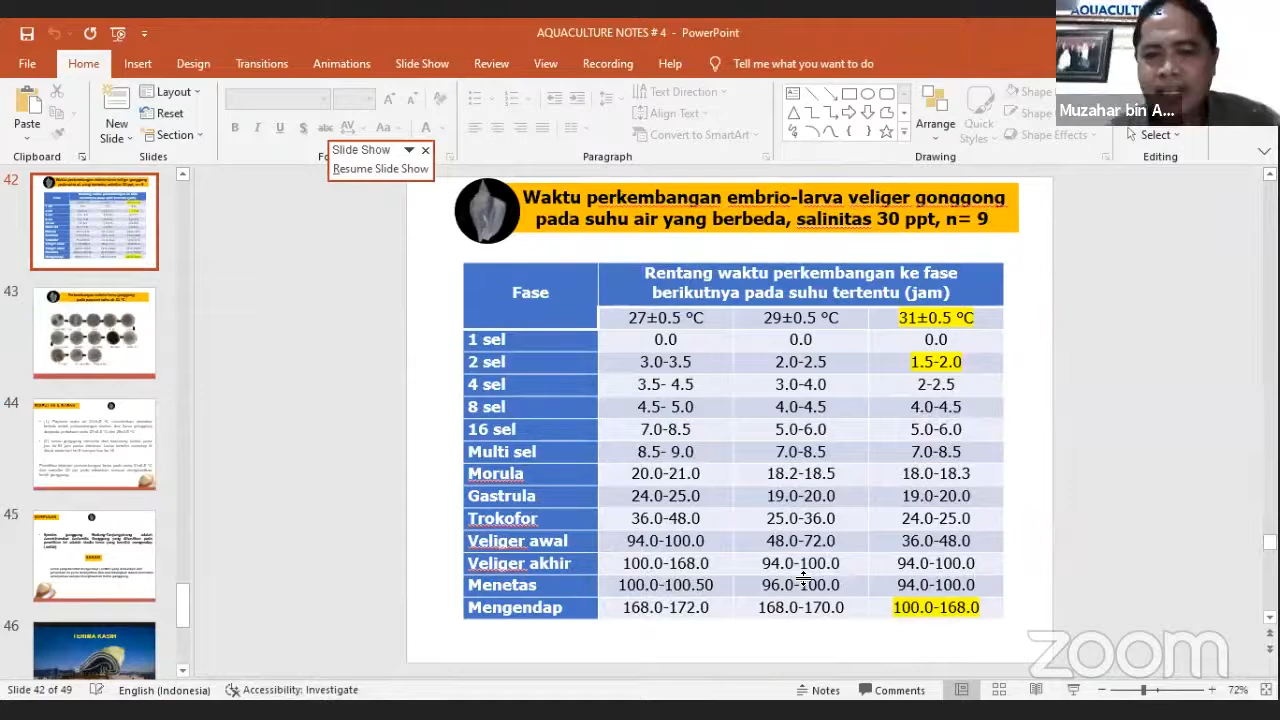 AQUACULTURE NOTES # 4 - PowerPoint
AQUACULTURE
File Home Insert Design Transitions Animations Slide Show Review View Recording Help Tell me what you want to do
Paste
New
Slide
Layout
Reset
Section
B I U S abc AV Aa A
Text Direction
Align Text
Convert to SmartArt
Arrange
Quick
Styles
Shape
Shape
Shape Effects
Select
Clipboard Slides Paragraph Drawing Editing
Muzahar bin A...
Slide Show
Resume Slide Show
42
43
44
45
46
TERIMA KASIH
Waktu perkembangan embrio-larva veliger gonggong
pada suhu air yang berbeda, salinitas 30 ppt, n= 9
Fase
Rentang waktu perkembangan ke fase
berikutnya pada suhu tertentu (jam)
27±0.5 °C 29±0.5 °C 31±0.5 °C
1 sel 0.0 0.0 0.0
2 sel 3.0-3.5 2.0-2.5 1.5-2.0
4 sel 3.5- 4.5 3.0-4.0 2-2.5
8 sel 4.5- 5.0 4.0-4.5 4.0-4.5
16 sel 7.0-8.5 5.0-7.0 5.0-7.0
Multi sel 8.5- 9.0 7.0-8.5 7.0-8.5
Morula 20.0-21.0 18.0-18.5 18.0-18.5
Gastrula 24.0-25.0 19.0-20.0 19.0-20.0
Trokofor 36.0-48.0 25.0-36.0 24.0-25.0
Veliger awal 94.0-100.0 48.0-72.0 36.0-48.0
Veliger akhir 100.0-168.0 94.0-100.0
Menetas 100.0-100.50 96.0-100.0 94.0-100.0
Mengendap 168.0-172.0 168.0-170.0 100.0-168.0
zoom
Slide 42 of 49 English (Indonesia) Accessibility: Investigate Notes Comments 72%